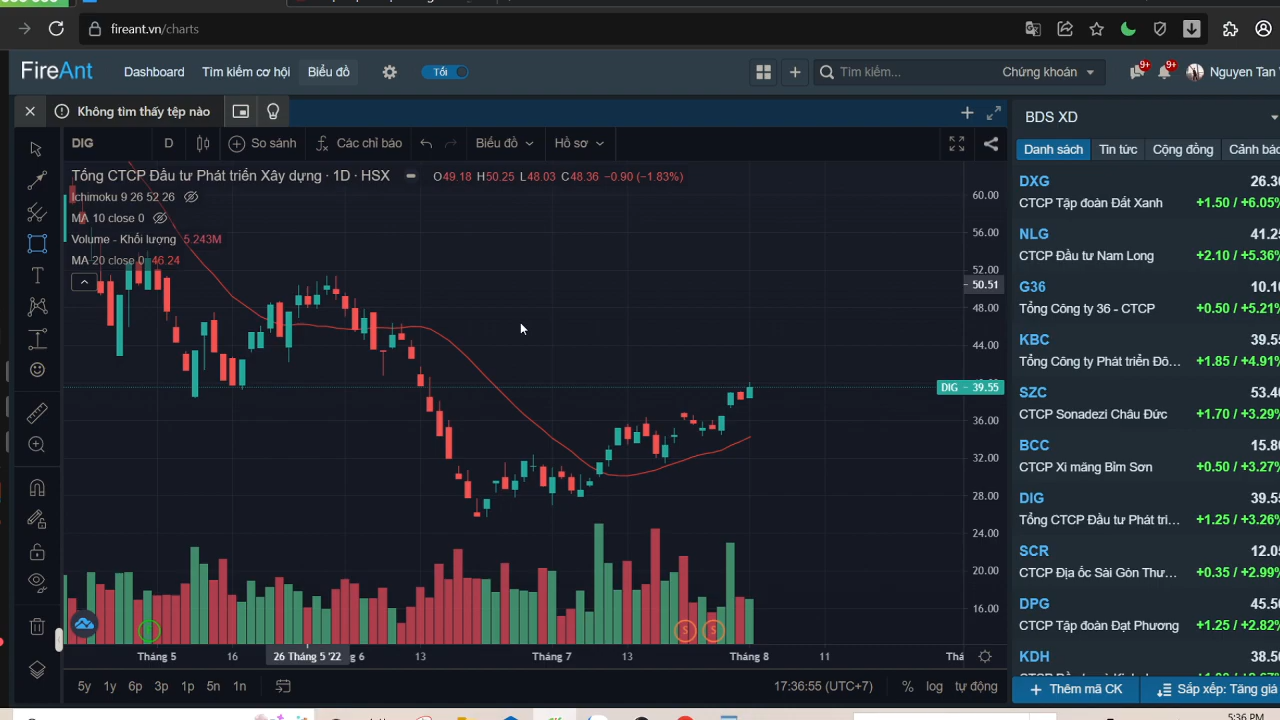 fireant.vn/charts
FireAnt Dashboard Tìm kiếm cơ hội Biểu đồ Tối Tìm kiếm... Chứng khoán 9+ 9+ Nguyen Tan
Không tìm thấy tệp nào
DIG D So sánh Các chỉ báo Biểu đồ Hồ sơ
Tổng CTCP Đầu tư Phát triển Xây dựng · 1D · HSX O49.18 H50.25 L48.03 C48.36 −0.90 (−1.83%)
Ichimoku 9 26 52 26
MA 10 close 0
Volume - Khối lượng 5.243M
MA 20 close 0 46.24
60.00
56.00
52.00
50.51
48.00
44.00
DIG 39.55
36.00
32.00
28.00
24.00
20.00
16.00
S S
Tháng 5 16 26 Tháng 5 '22 g 6 13 Tháng 7 13 Tháng 8 11 Thá
5y 1y 6p 3p 1p 5n 1n 17:36:55 (UTC+7) % log tự động
BDS XD
Danh sách Tin tức Cộng đồng Cảnh báo
DXG 26.30
CTCP Tập đoàn Đất Xanh +1.50 / +6.05%
NLG 41.25
CTCP Đầu tư Nam Long +2.10 / +5.36%
G36 10.10
Tổng Công ty 36 - CTCP +0.50 / +5.21%
KBC 39.55
Tổng Công ty Phát triển Đô... +1.85 / +4.91%
SZC 53.40
CTCP Sonadezi Châu Đức +1.70 / +3.29%
BCC 15.80
CTCP Xi măng Bỉm Sơn +0.50 / +3.27%
DIG 39.55
Tổng CTCP Đầu tư Phát tri... +1.25 / +3.26%
SCR 12.05
CTCP Địa ốc Sài Gòn Thư... +0.35 / +2.99%
DPG 45.50
CTCP Tập đoàn Đạt Phương +1.25 / +2.82%
KDH 38.50
Thêm mã CK Sắp xếp: Tăng giá
5:36 PM